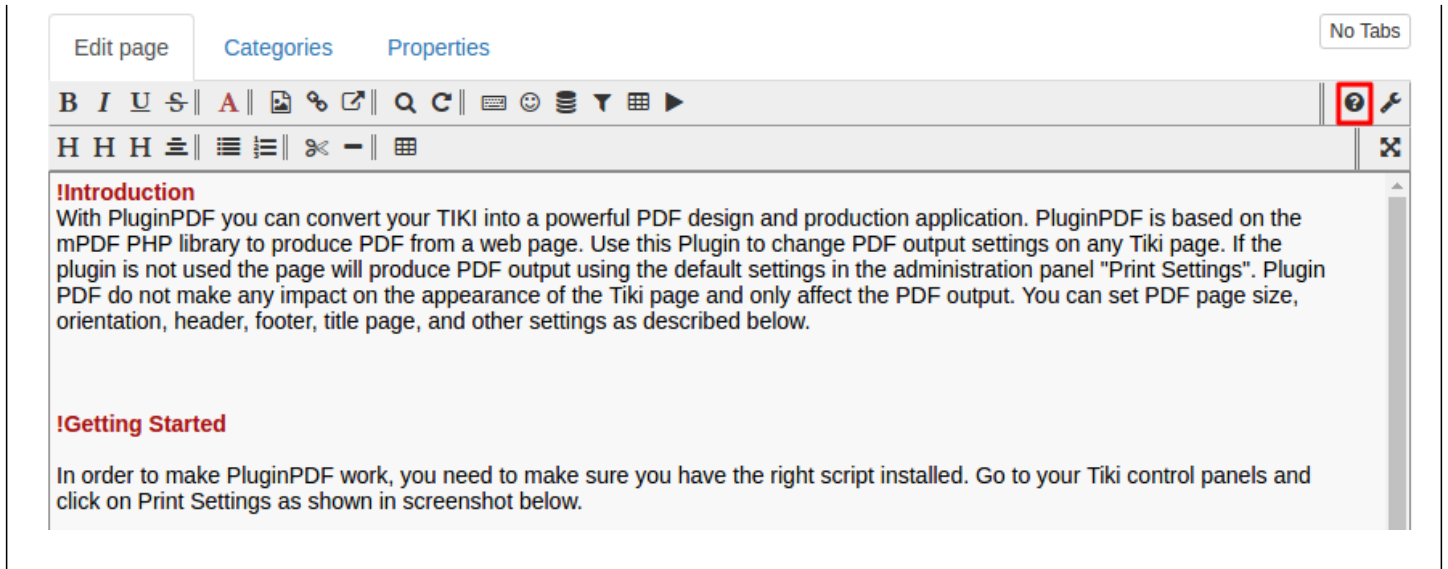 No Tabs
Edit page Categories Properties
B I U S A
H H H
!Introduction
With PluginPDF you can convert your TIKI into a powerful PDF design and production application. PluginPDF is based on the
mPDF PHP library to produce PDF from a web page. Use this Plugin to change PDF output settings on any Tiki page. If the
plugin is not used the page will produce PDF output using the default settings in the administration panel "Print Settings". Plugin
PDF do not make any impact on the appearance of the Tiki page and only affect the PDF output. You can set PDF page size,
orientation, header, footer, title page, and other settings as described below.
!Getting Started
In order to make PluginPDF work, you need to make sure you have the right script installed. Go to your Tiki control panels and
click on Print Settings as shown in screenshot below.